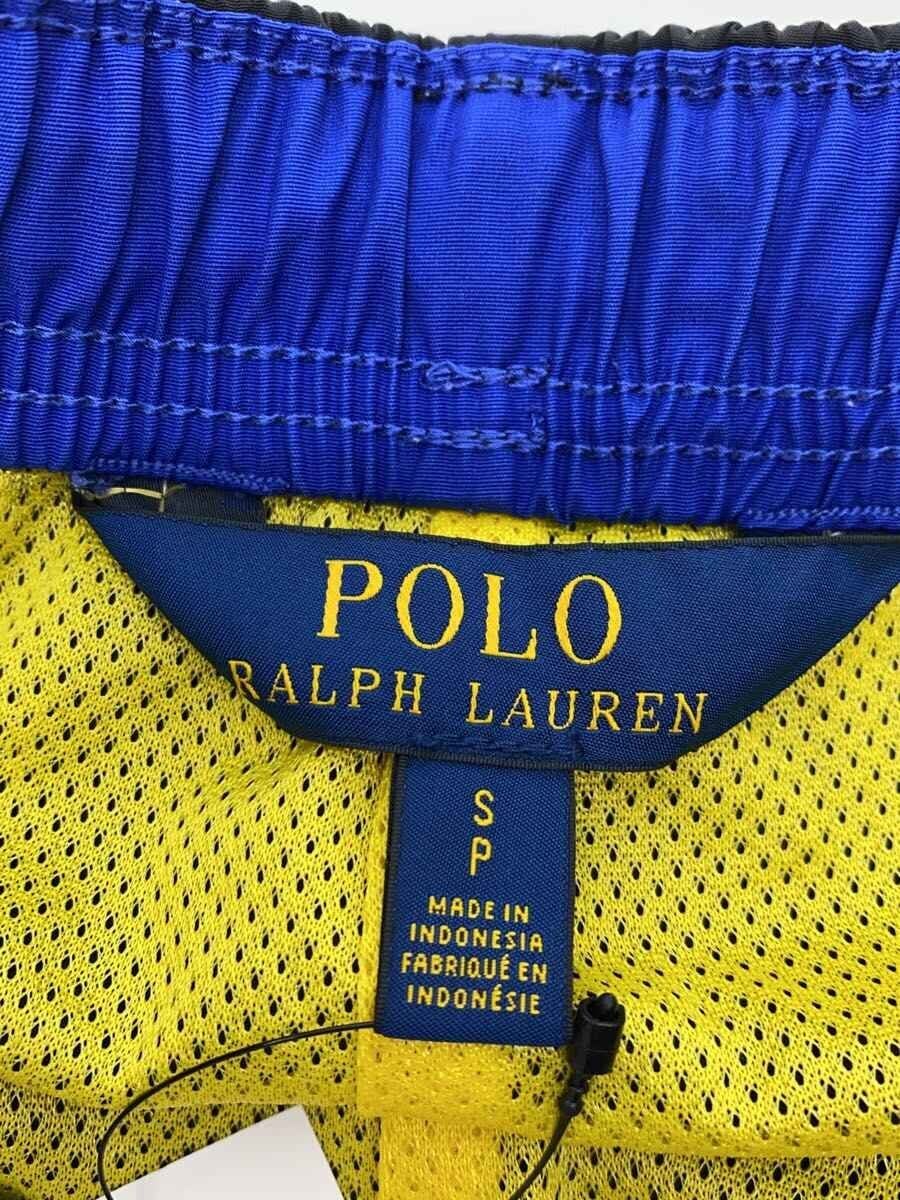 POLO
RALPH LAUREN
S
P
MADE IN
INDONESIA
FABRIQUÉ EN
INDONÉSIE